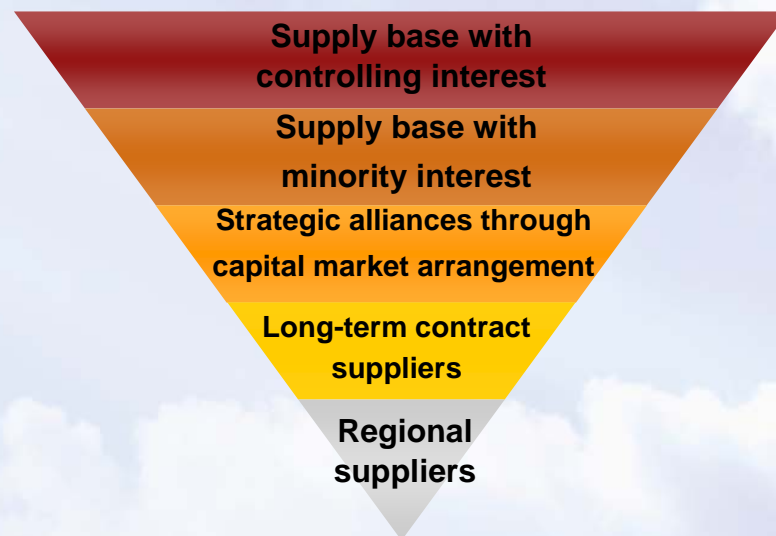 Supply base with
controlling interest
Supply base with
minority interest
Strategic alliances through
capital market arrangement
Long-term contract
suppliers
Regional
suppliers